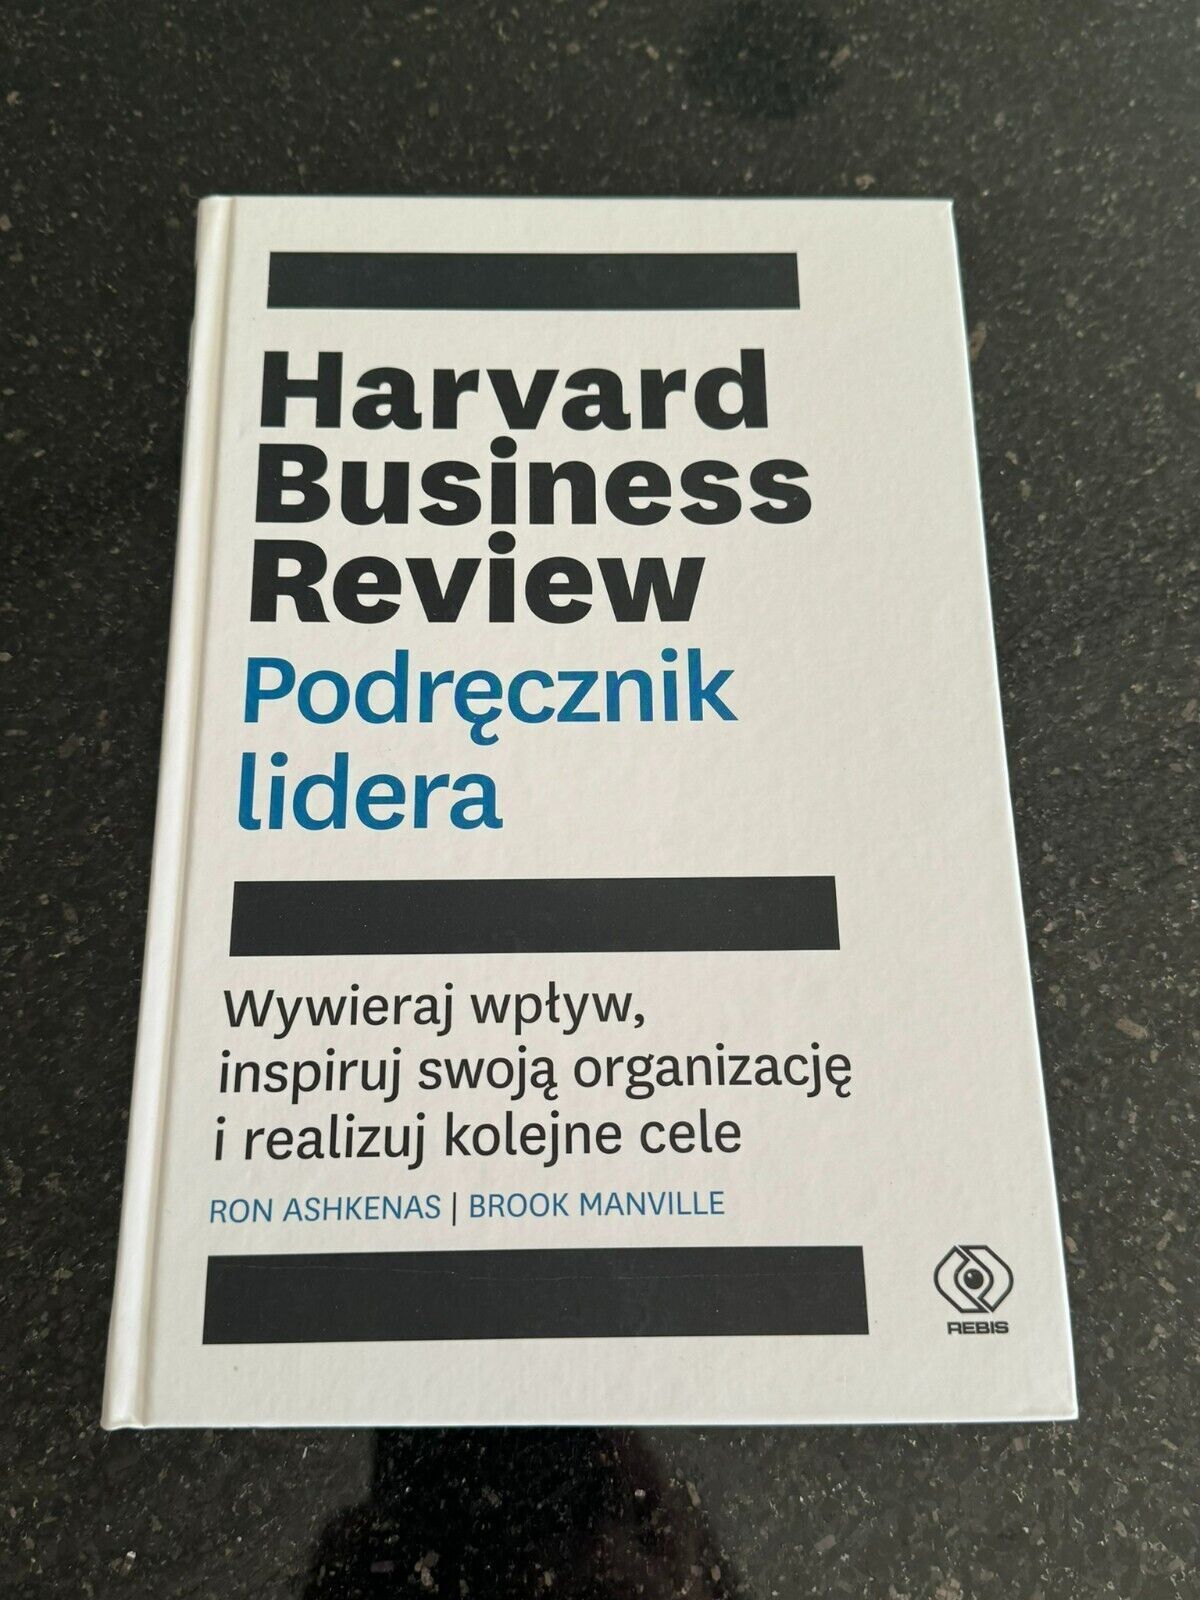 Harvard
Business
Review
Podręcznik
lidera
Wywieraj wpływ,
inspiruj swoją organizację
i realizuj kolejne cele
RON ASHKENAS | BROOK MANVILLE
REBIS